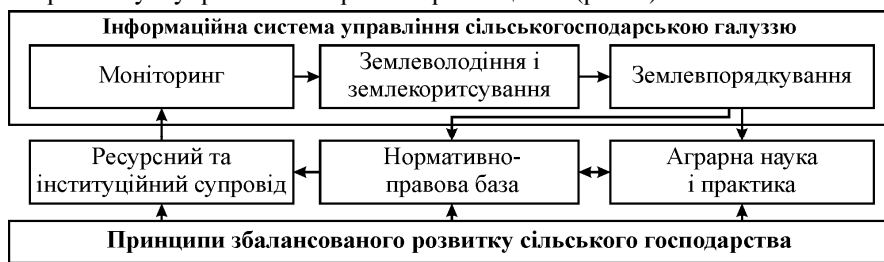 Інформаційна система управління сільськогосподарською галуззю
Моніторинг
Землеволодіння і
землекоритсування
Землевпорядкування
Ресурсний та
інституційний супровід
Нормативно-
правова база
Аграрна наука
і практика
Принципи збалансованого розвитку сільського господарства